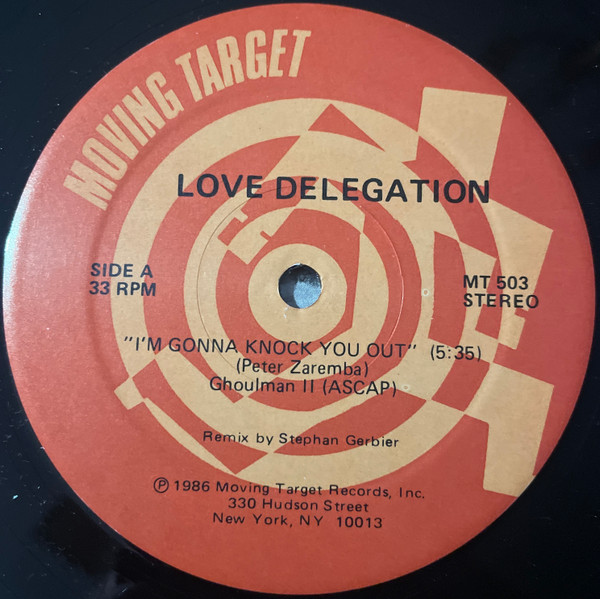 MOVING TARGET
LOVE DELEGATION
SIDE A
33 RPM
MT 503
STEREO
"I'M GONNA KNOCK YOU OUT" (5:35)
(Peter Zaremba)
Ghoulman II (ASCAP)
Remix by Stephan Gerbier
℗ 1986 Moving Target Records, Inc.
330 Hudson Street
New York, NY 10013